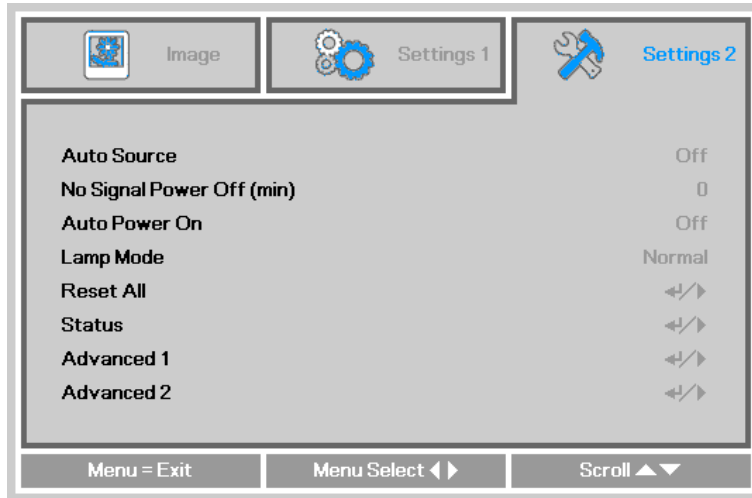 Image
Settings 1
Settings 2
Auto Source Off
No Signal Power Off (min) 0
Auto Power On Off
Lamp Mode Normal
Reset All ↵/▶
Status ↵/▶
Advanced 1 ↵/▶
Advanced 2 ↵/▶
Menu = Exit
Menu Select ◀ ▶
Scroll ▲▼